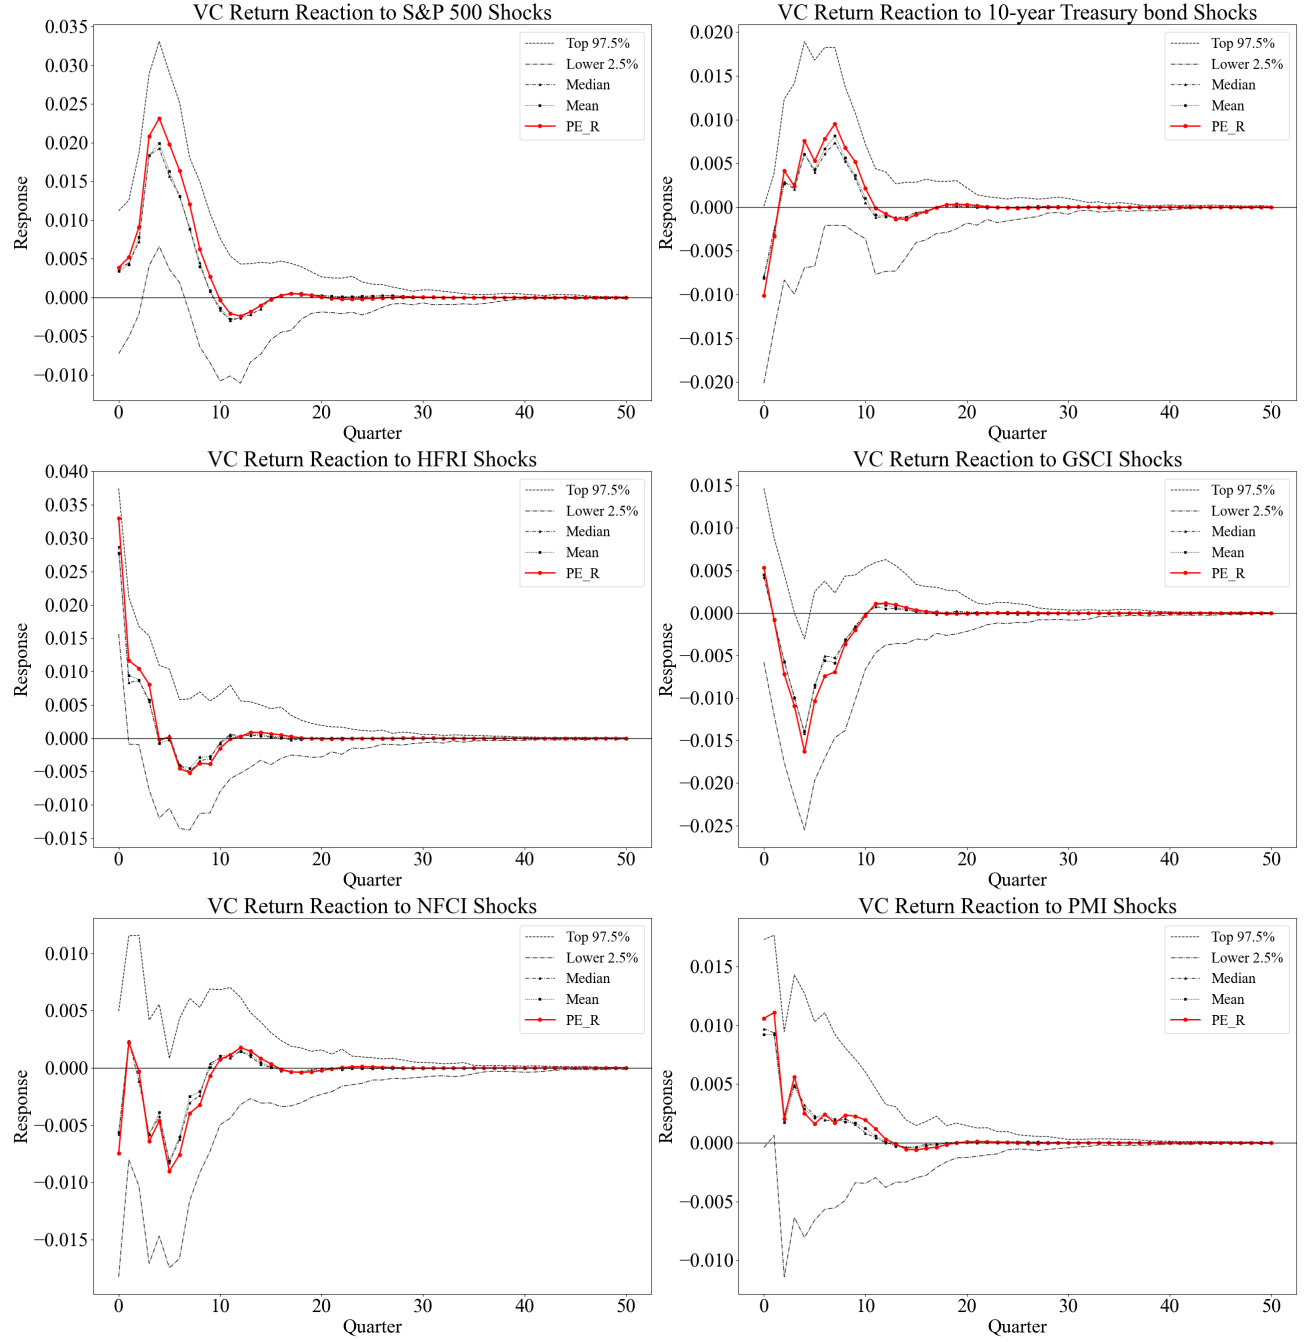 VC Return Reaction to S&P 500 Shocks
0.035
0.030
0.025
0.020
0.015
0.010
0.005
0.000
−0.005
−0.010
Response
Top 97.5%
Lower 2.5%
Median
Mean
PE_R
0 10 20 30 40 50
Quarter
VC Return Reaction to 10-year Treasury bond Shocks
0.020
0.015
0.010
0.005
0.000
−0.005
−0.010
−0.015
−0.020
Response
Top 97.5%
Lower 2.5%
Median
Mean
PE_R
0 10 20 30 40 50
Quarter
VC Return Reaction to HFRI Shocks
0.040
0.035
0.030
0.025
0.020
0.015
0.010
0.005
0.000
−0.005
−0.010
−0.015
Response
Top 97.5%
Lower 2.5%
Median
Mean
PE_R
0 10 20 30 40 50
Quarter
VC Return Reaction to GSCI Shocks
0.015
0.010
0.005
0.000
−0.005
−0.010
−0.015
−0.020
−0.025
Response
Top 97.5%
Lower 2.5%
Median
Mean
PE_R
0 10 20 30 40 50
Quarter
VC Return Reaction to NFCI Shocks
0.010
0.005
0.000
−0.005
−0.010
−0.015
Response
Top 97.5%
Lower 2.5%
Median
Mean
PE_R
0 10 20 30 40 50
Quarter
VC Return Reaction to PMI Shocks
0.015
0.010
0.005
0.000
−0.005
−0.010
Response
Top 97.5%
Lower 2.5%
Median
Mean
PE_R
0 10 20 30 40 50
Quarter